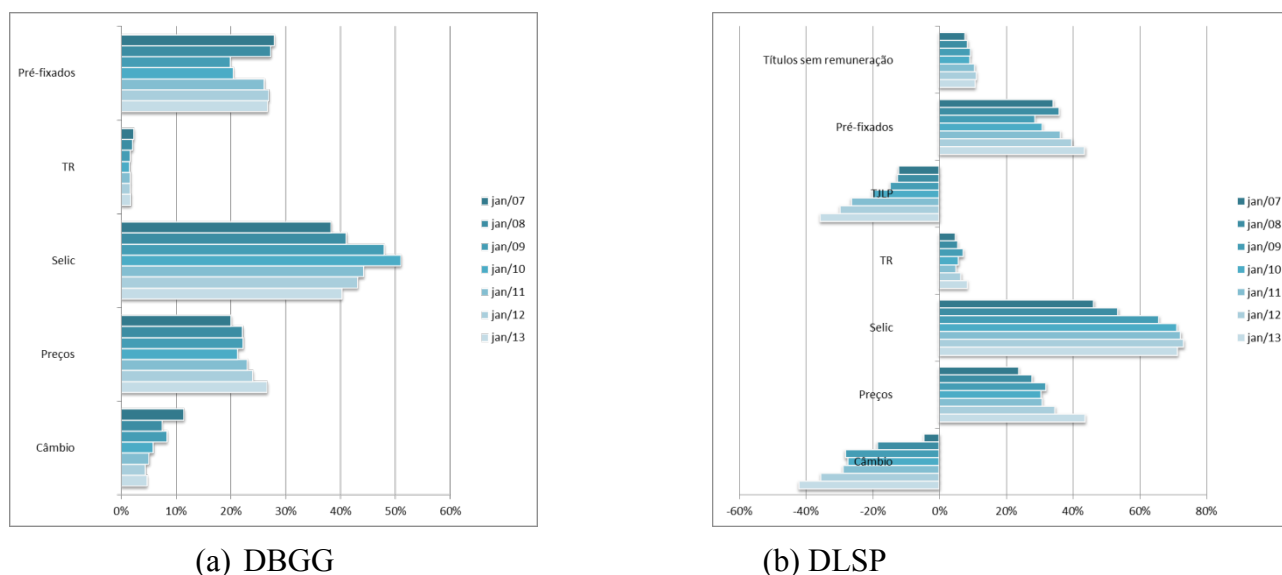 Pré-fixados
TR
Selic
Preços
Câmbio
0% 10% 20% 30% 40% 50% 60%
jan/07
jan/08
jan/09
jan/10
jan/11
jan/12
jan/13
(a) DBGG
Títulos sem remuneração
Pré-fixados
TJLP
TR
Selic
Preços
Câmbio
-60% -40% -20% 0% 20% 40% 60% 80%
jan/07
jan/08
jan/09
jan/10
jan/11
jan/12
jan/13
(b) DLSP